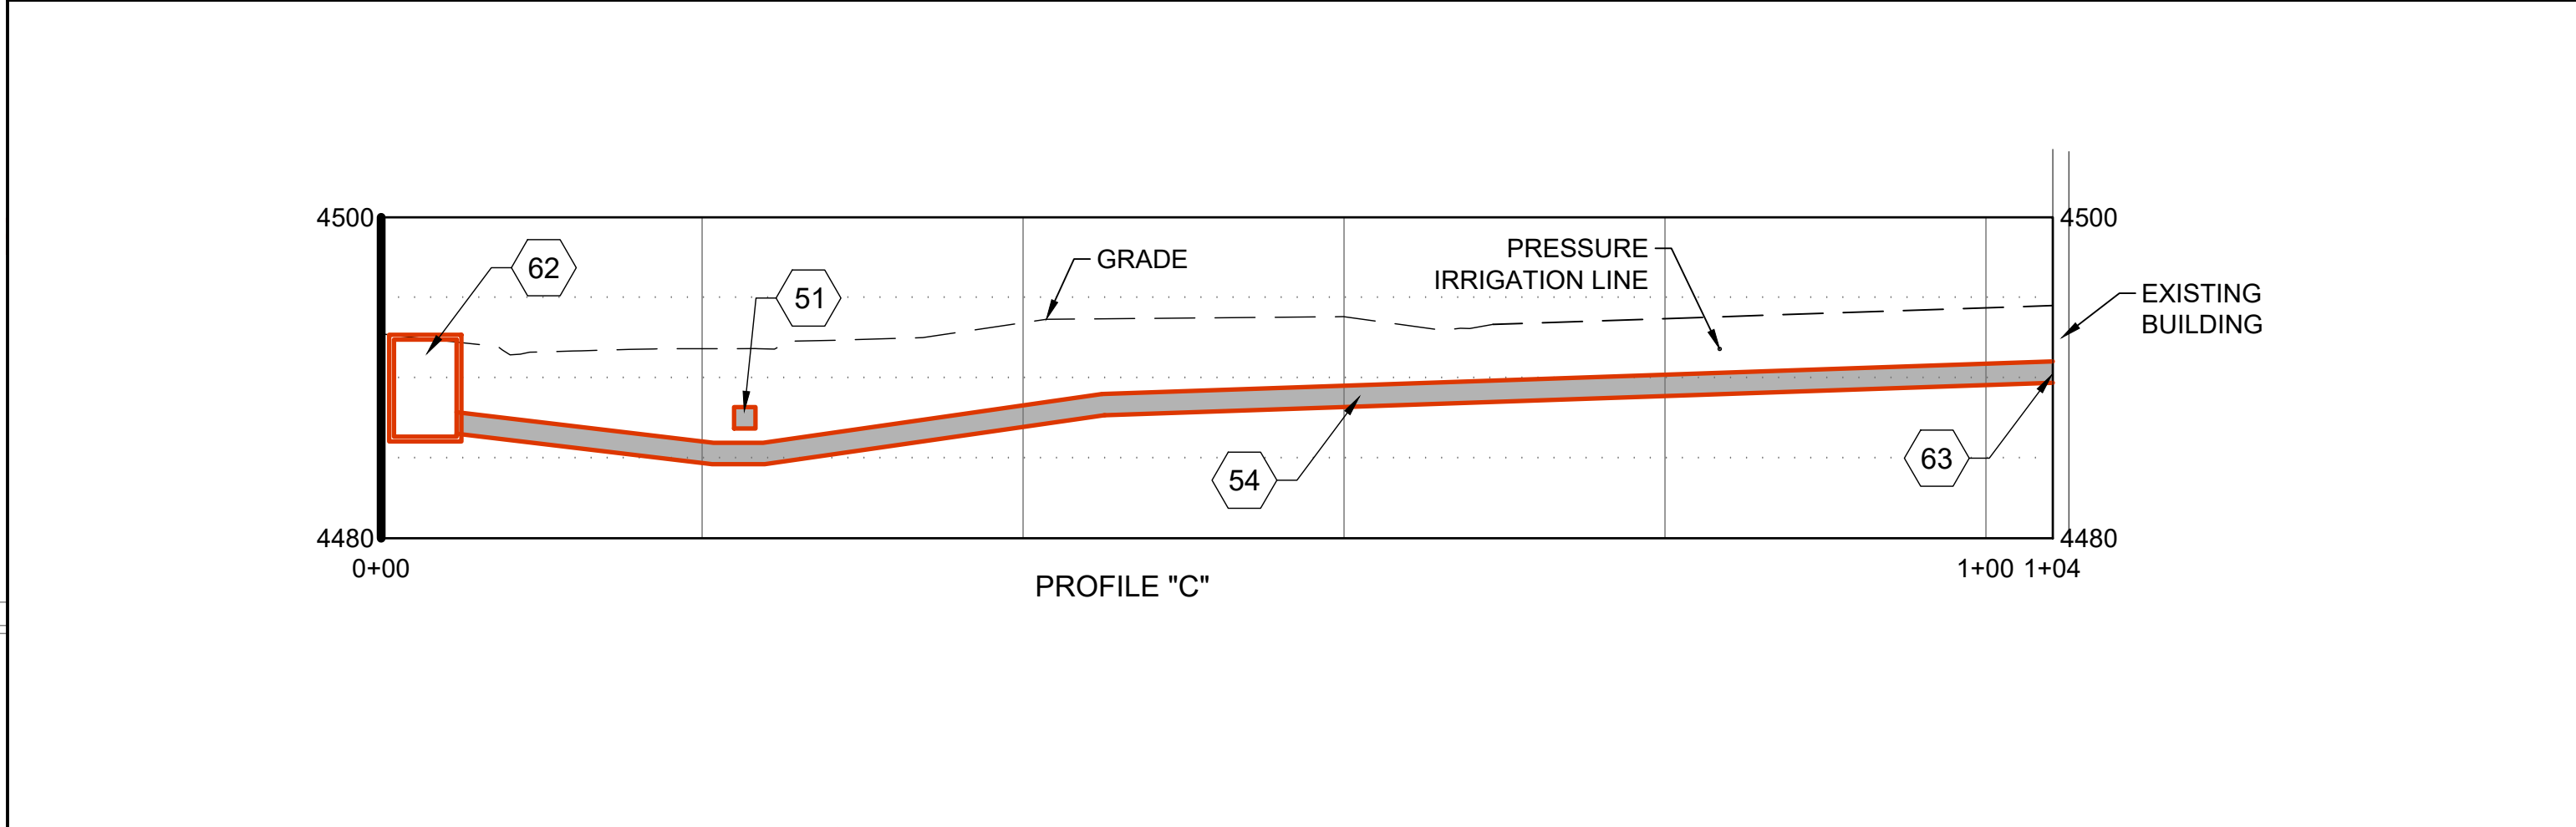 4500
62
51
GRADE
PRESSURE
IRRIGATION LINE
4500
EXISTING
BUILDING
54
63
4480
4480
0+00
1+00 1+04
PROFILE "C"